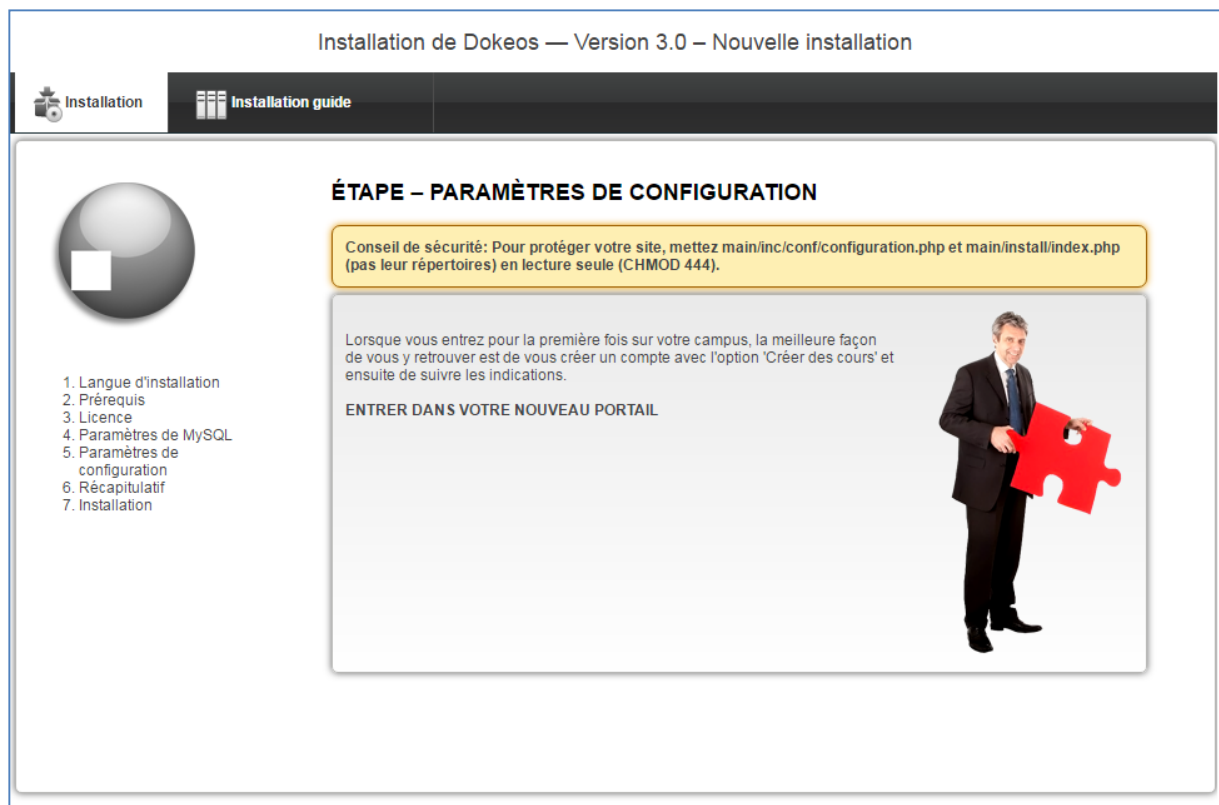 Installation de Dokeos — Version 3.0 – Nouvelle installation
Installation
Installation guide
ÉTAPE – PARAMÈTRES DE CONFIGURATION
Conseil de sécurité: Pour protéger votre site, mettez main/inc/conf/configuration.php et main/install/index.php
(pas leur répertoires) en lecture seule (CHMOD 444).
Lorsque vous entrez pour la première fois sur votre campus, la meilleure façon
de vous y retrouver est de vous créer un compte avec l'option 'Créer des cours' et
ensuite de suivre les indications.
ENTRER DANS VOTRE NOUVEAU PORTAIL
1. Langue d'installation
2. Prérequis
3. Licence
4. Paramètres de MySQL
5. Paramètres de
configuration
6. Récapitulatif
7. Installation